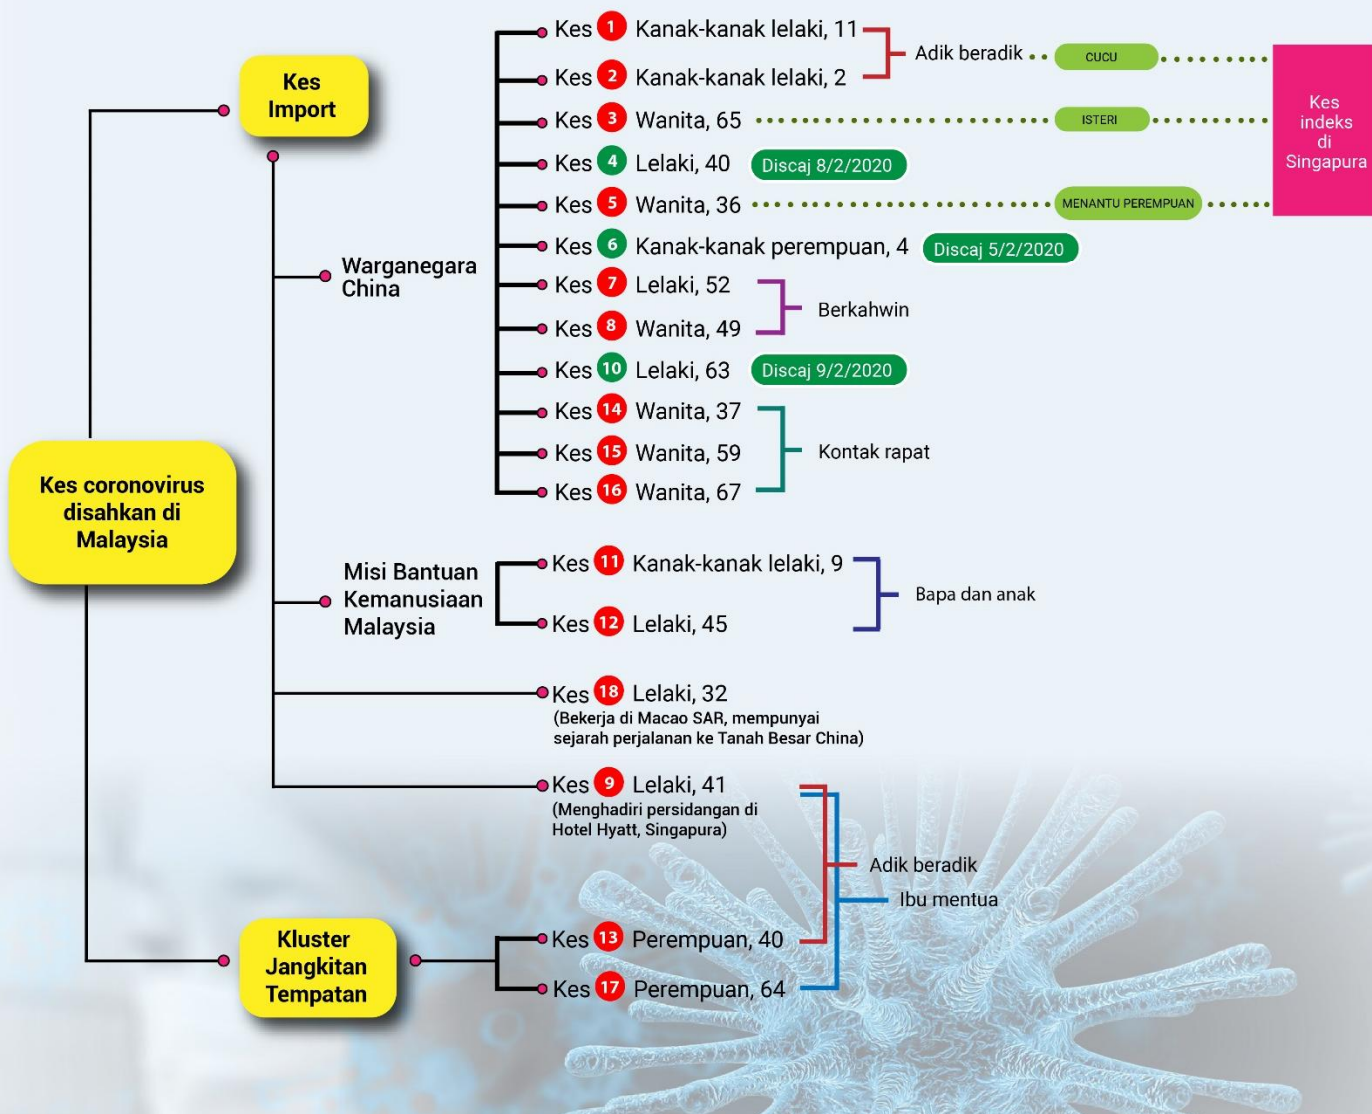 Kes coronovirus
disahkan di
Malaysia
Kes
Import
Warganegara
China
Kes 1 Kanak-kanak lelaki, 11
Kes 2 Kanak-kanak lelaki, 2
Adik beradik
CUCU
Kes 3 Wanita, 65
ISTERI
Kes 4 Lelaki, 40 Discaj 8/2/2020
Kes 5 Wanita, 36
MENANTU PEREMPUAN
Kes
indeks
di
Singapura
Kes 6 Kanak-kanak perempuan, 4 Discaj 5/2/2020
Kes 7 Lelaki, 52
Kes 8 Wanita, 49
Berkahwin
Kes 10 Lelaki, 63 Discaj 9/2/2020
Kes 14 Wanita, 37
Kes 15 Wanita, 59
Kes 16 Wanita, 67
Kontak rapat
Misi Bantuan
Kemanusiaan
Malaysia
Kes 11 Kanak-kanak lelaki, 9
Kes 12 Lelaki, 45
Bapa dan anak
Kes 18 Lelaki, 32
(Bekerja di Macao SAR, mempunyai
sejarah perjalanan ke Tanah Besar China)
Kes 9 Lelaki, 41
(Menghadiri persidangan di
Hotel Hyatt, Singapura)
Adik beradik
Ibu mentua
Kluster
Jangkitan
Tempatan
Kes 13 Perempuan, 40
Kes 17 Perempuan, 64